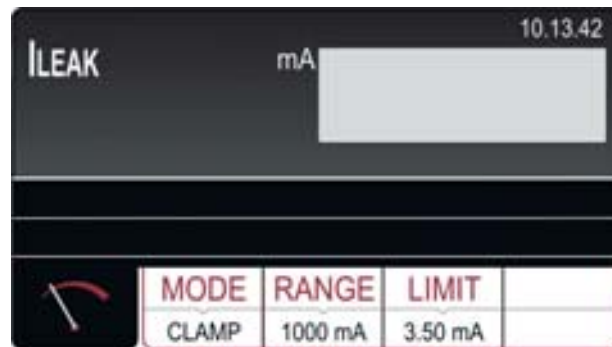 10.13.42
ILEAK mA
MODE RANGE LIMIT
CLAMP 1000 mA 3.50 mA